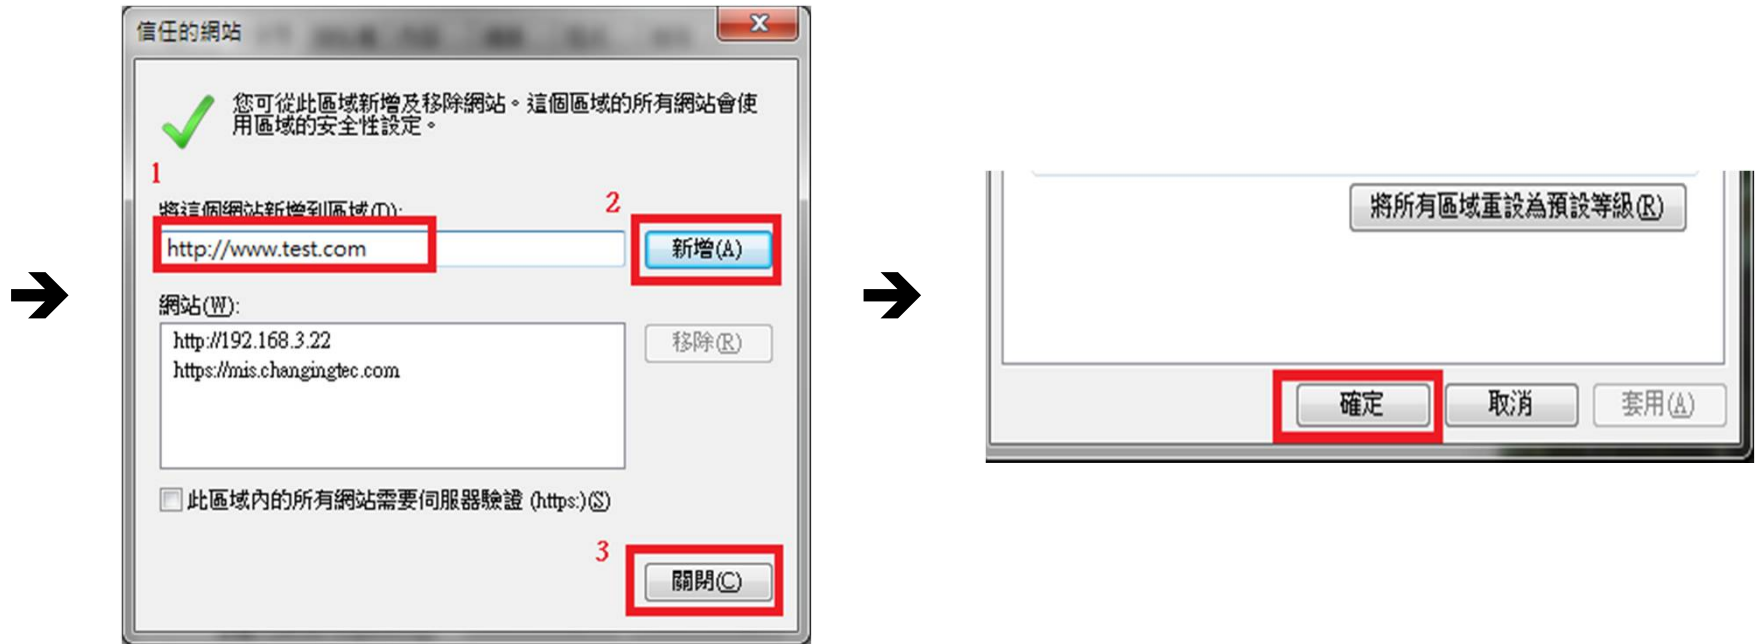 信任的網站
您可從此區域新增及移除網站。這個區域的所有網站會使
用區域的安全性設定。
1
將這個網站新增到區域(D):
2
http://www.test.com
新增(A)
網站(W):
http://192.168.3.22
https://mis.changingtec.com
移除(R)
此區域內的所有網站需要伺服器驗證 (https:)(S)
3
關閉(C)
將所有區域重設為預設等級(R)
確定
取消
套用(A)